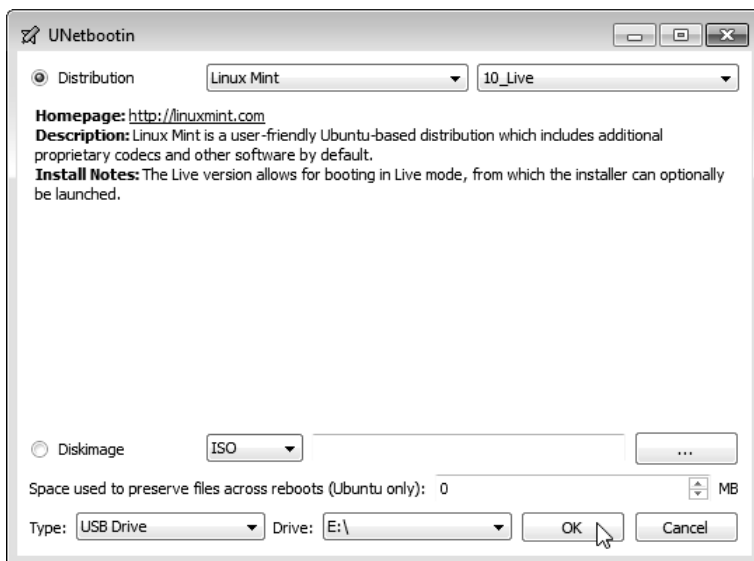 UNetbootin
Distribution Linux Mint 10_Live
Homepage: http://linuxmint.com
Description: Linux Mint is a user-friendly Ubuntu-based distribution which includes additional
proprietary codecs and other software by default.
Install Notes: The Live version allows for booting in Live mode, from which the installer can optionally
be launched.
Diskimage ISO ...
Space used to preserve files across reboots (Ubuntu only): 0 MB
Type: USB Drive Drive: E:\ OK Cancel